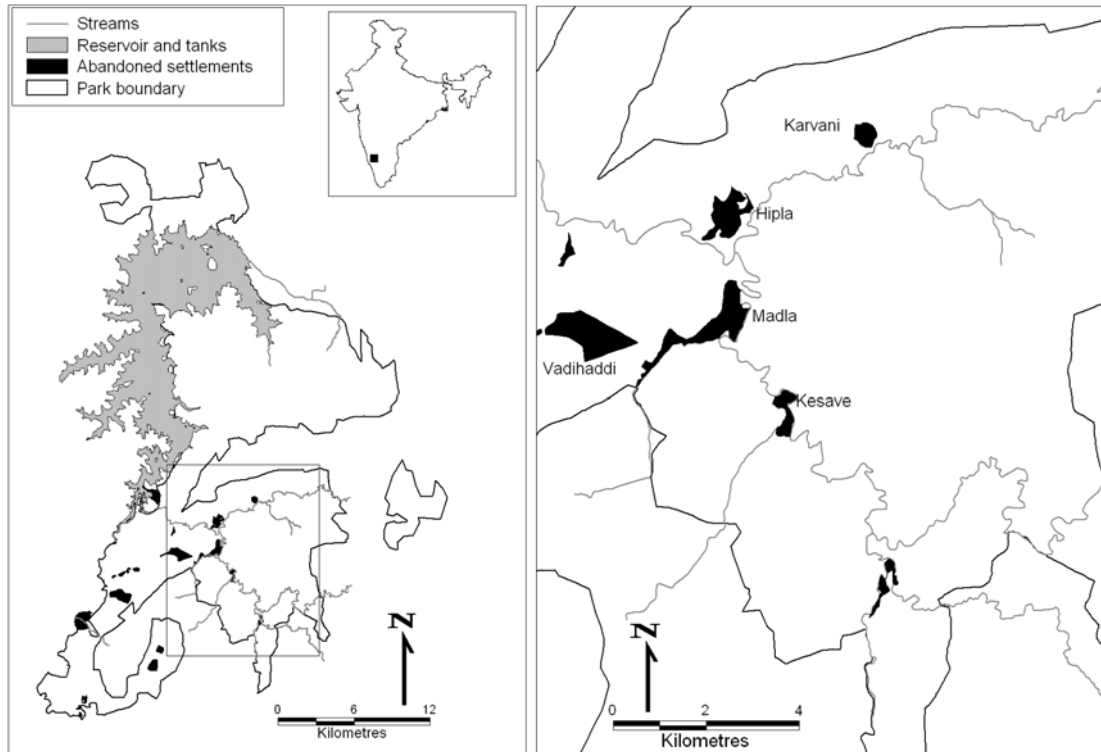 Streams
Reservoir and tanks
Abandoned settlements
Park boundary
N
0 6 12
Kilometres
Karvani
Hipla
Madla
Vadihaddi
Kesave
N
0 2 4
Kilometres